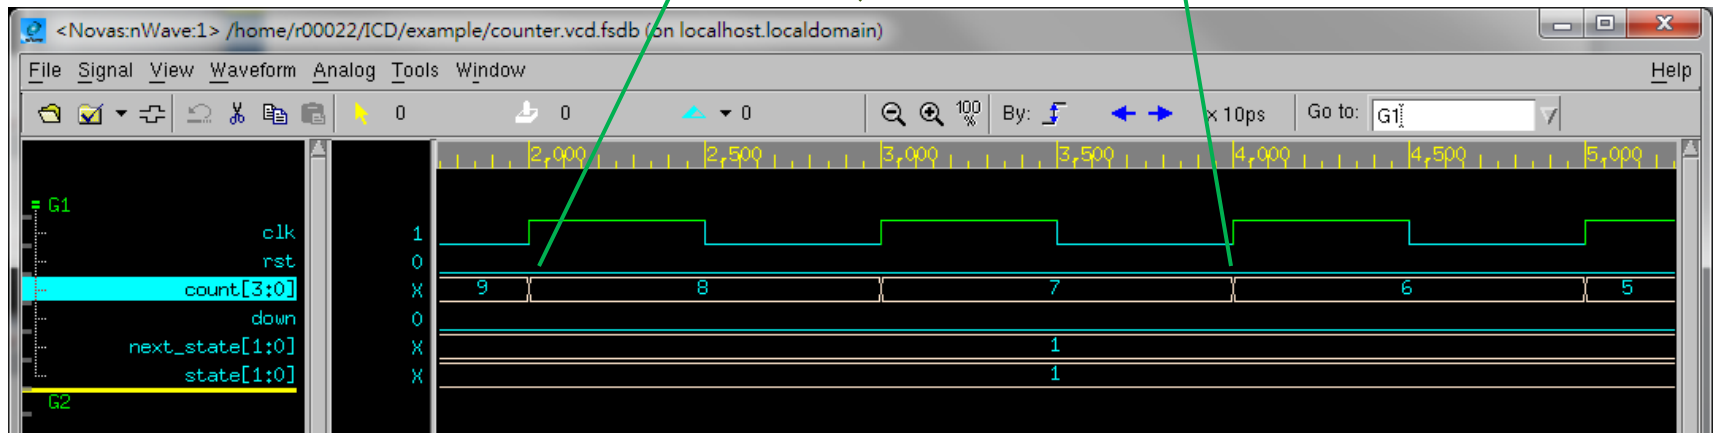 <Novas:nWave:1> /home/r00022/ICD/example/counter.vcd.fsdb (on localhost.localdomain)
File Signal View Waveform Analog Tools Window Help
0 0 0 100 % By: x 10ps Go to: G1
2,000 2,500 3,000 3,500 4,000 4,500 5,000
G1
clk 1
rst 0
count[3:0] X 9 8 7 6 5
down 0
next_state[1:0] X 1
state[1:0] X 1
G2